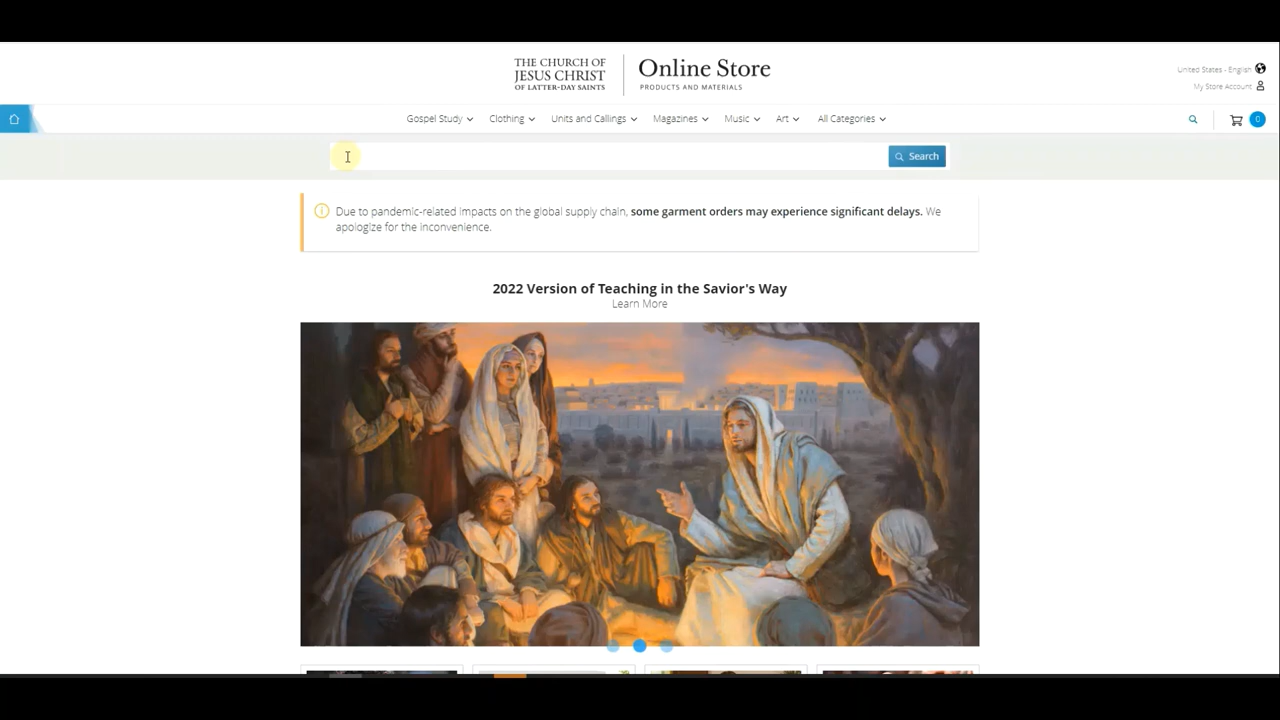 THE CHURCH OF
JESUS CHRIST
OF LATTER-DAY SAINTS
Online Store
PRODUCTS AND MATERIALS
United States - English
My Store Account
Gospel Study
Clothing
Units and Callings
Magazines
Music
Art
All Categories
0
Search
Due to pandemic-related impacts on the global supply chain, some garment orders may experience significant delays. We
apologize for the inconvenience.
2022 Version of Teaching in the Savior's Way
Learn More